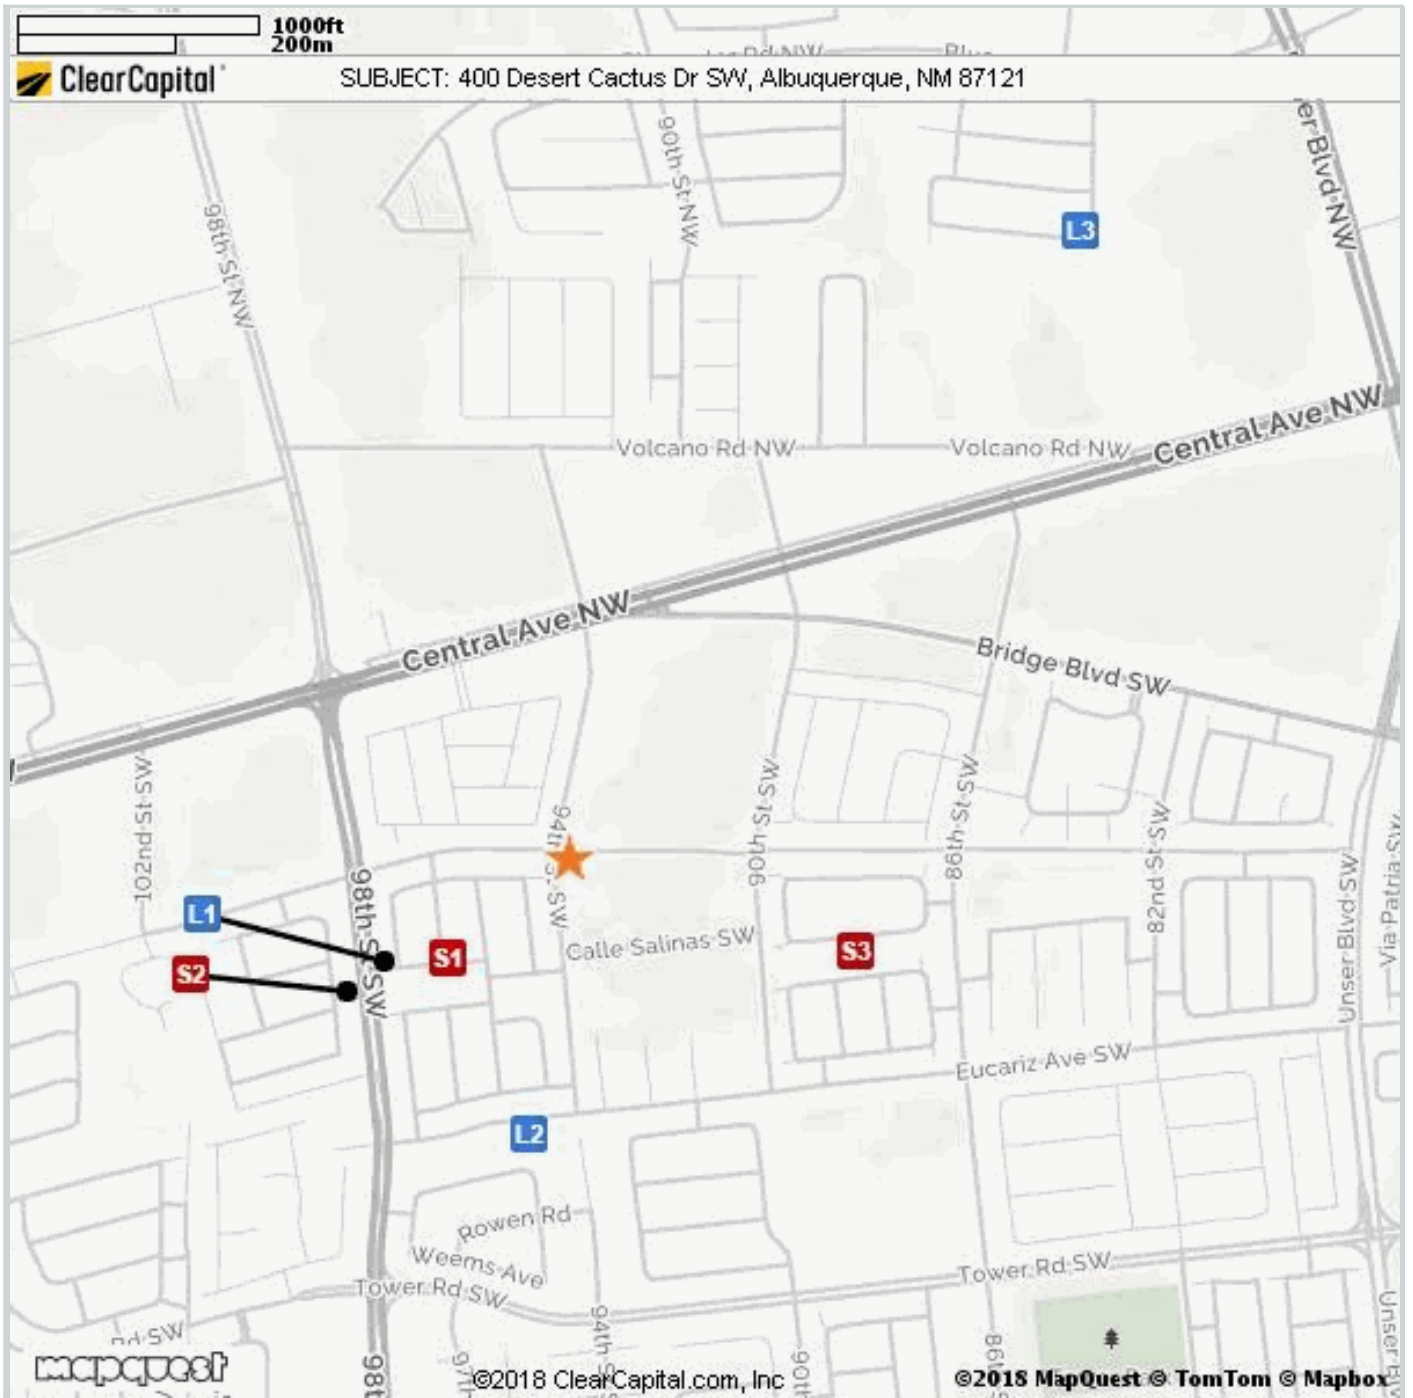 1000ft
200m
ClearCapital
SUBJECT: 400 Desert Cactus Dr SW, Albuquerque, NM 87121
90th St NW
98th St NW
L3
Volcano Rd NW
Volcano Rd NW
Central Ave NW
Central Ave NW
Bridge Blvd SW
102nd St SW
94th St SW
90th St SW
86th St SW
82nd St SW
Unser Blvd SW
Via Patria SW
98th St SW
L1
S1
S2
Calle Salinas SW
S3
Eucariz Ave SW
L2
Rowen Rd
Weems Ave
Tower Rd SW
Tower Rd SW
Rd SW
94th S
90th
mapquest
©2018 ClearCapital.com, Inc
©2018 MapQuest © TomTom © Mapbox